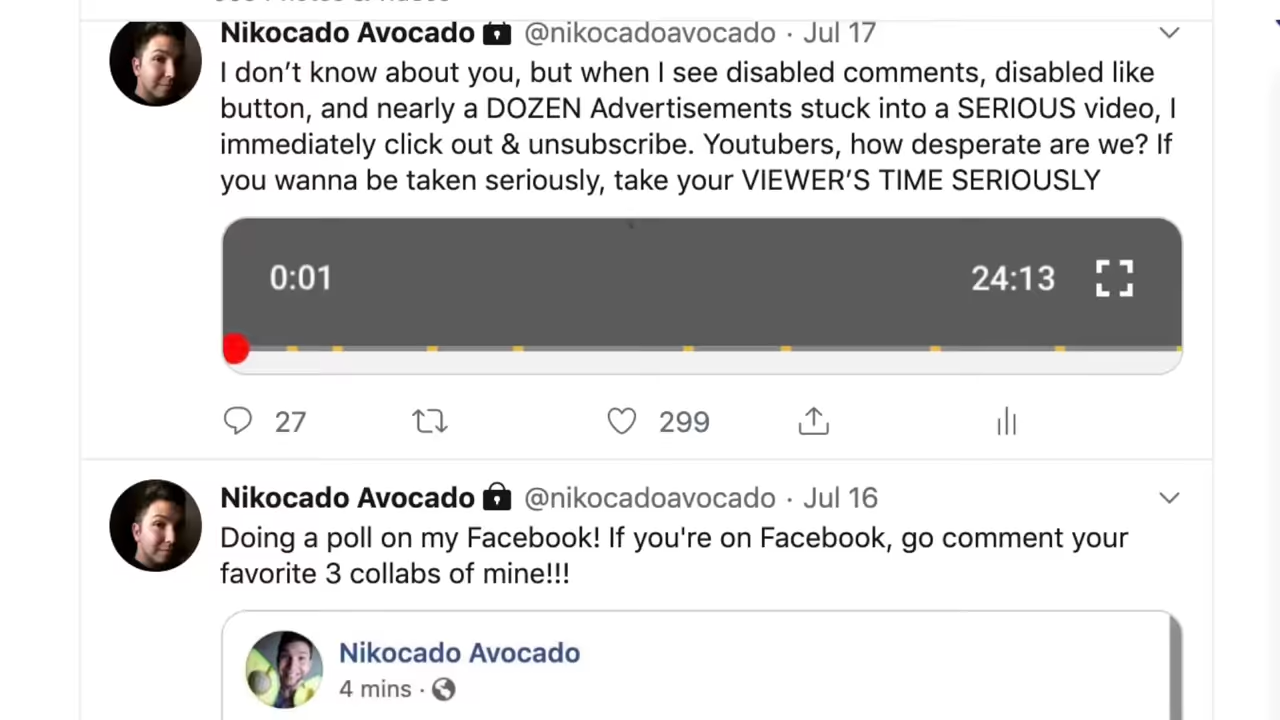 Nikocado Avocado @nikocadoavocado · Jul 17
I don’t know about you, but when I see disabled comments, disabled like
button, and nearly a DOZEN Advertisements stuck into a SERIOUS video, I
immediately click out & unsubscribe. Youtubers, how desperate are we? If
you wanna be taken seriously, take your VIEWER’S TIME SERIOUSLY
0:01 24:13
27 299
Nikocado Avocado @nikocadoavocado · Jul 16
Doing a poll on my Facebook! If you're on Facebook, go comment your
favorite 3 collabs of mine!!!
Nikocado Avocado
4 mins ·